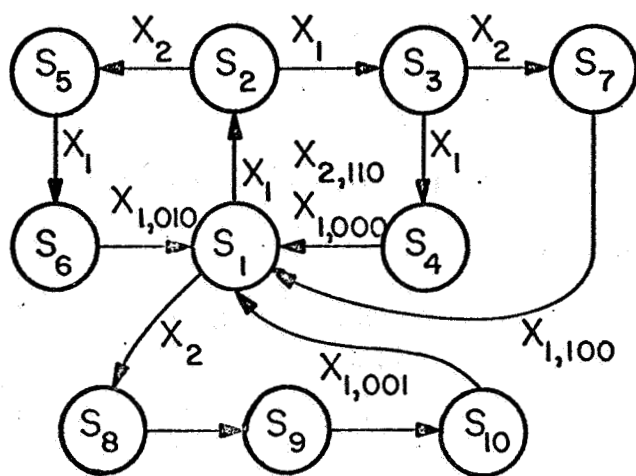 X₂ X₁ X₂
S₅ S₂ S₃ S₇
X₁ X₁ X₂,₁₁₀ X₁
X₁,₀₁₀ X₁,₀₀₀
S₆ S₁ S₄
X₂ X₁,₀₀₁ X₁,₁₀₀
S₈ S₉ S₁₀